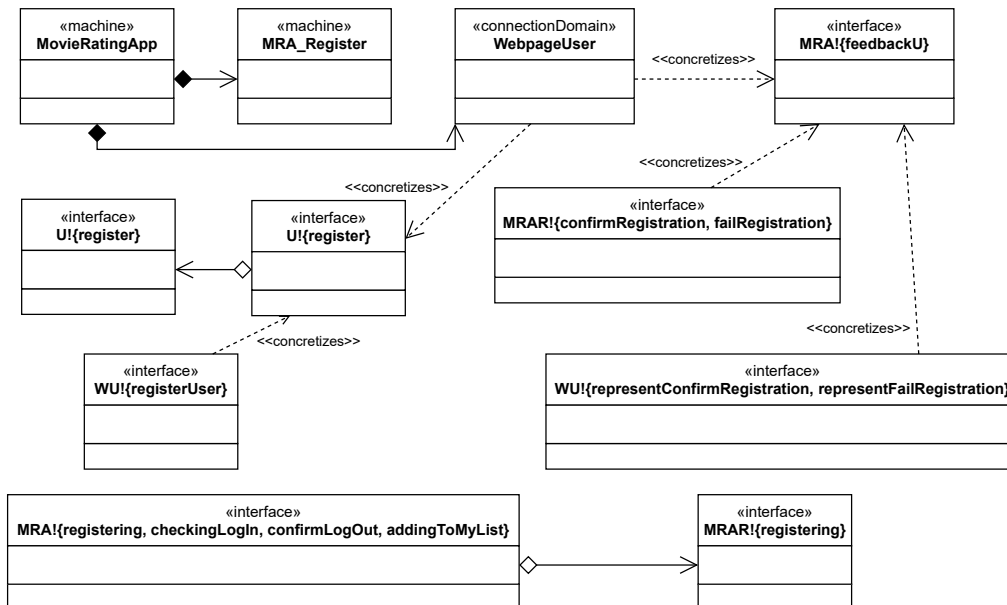 «machine»
MovieRatingApp
«machine»
MRA_Register
«connectionDomain»
WebpageUser
«interface»
MRA!{feedbackU}
<<concretizes>>
<<concretizes>>
<<concretizes>>
«interface»
MRAR!{confirmRegistration, failRegistration}
«interface»
U!{register}
«interface»
U!{register}
<<concretizes>>
<<concretizes>>
«interface»
WU!{registerUser}
«interface»
WU!{representConfirmRegistration, representFailRegistration}
«interface»
MRA!{registering, checkingLogIn, confirmLogOut, addingToMyList}
«interface»
MRAR!{registering}